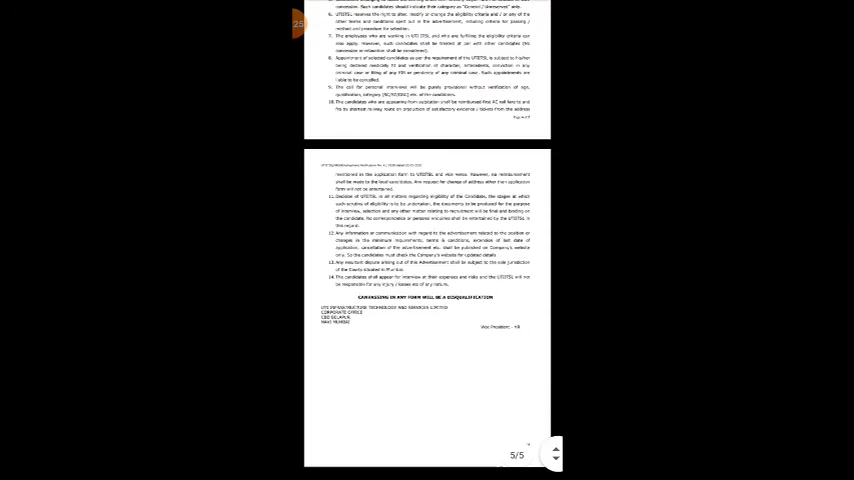 25
concession. Such candidates should indicate their category as "General / Unreserved" only.
6. UTIITSL reserves the right to alter, modify or change the eligibility criteria and / or any of the
other terms and conditions spelt out in the advertisement, including criteria for passing /
method and procedure for selection.
7. The employees who are working in UTIITSL and who are fulfilling the eligibility criteria can
also apply. However, such candidates shall be treated at par with other candidates (No
concession or relaxation shall be considered).
8. Appointment of selected candidates as per the requirement of the UTIITSL is subject to his/her
being declared medically fit and verification of character, antecedents, conviction in any
criminal case or filing of any FIR or pendency of any criminal case. Such appointments are
liable to be cancelled.
9. The call for personal interviews will be purely provisional without verification of age,
qualification, category (SC/ST/OBC) etc. of the candidates.
10. The candidates who are appearing from outstation shall be reimbursed first AC rail fare to and
fro by shortest railway route on production of satisfactory evidence / tickets from the address
mentioned in the application form to UTIITSL and vice versa. However, no reimbursement
shall be made to the local candidates. Any request for change of address other than application
form will not be entertained.
11. Decision of UTIITSL in all matters regarding eligibility of the Candidate, the stages at which
such scrutiny of eligibility is to be undertaken, the documents to be produced for the purpose
of interview, selection and any other matter relating to recruitment will be final and binding on
the candidate. No correspondence or personal enquiries shall be entertained by the UTIITSL in
this regard.
12. Any information or communication with regard to the advertisement related to the position or
changes in the minimum requirements, terms & conditions, extension of last date of
application, cancellation of the advertisement etc. shall be published on Company's website
only. So the candidates must check the Company's website for updated details.
13. Any resultant dispute arising out of this Advertisement shall be subject to the sole jurisdiction
of the Courts situated in Mumbai.
14. The candidates shall appear for interview at their expenses and risks and the UTIITSL will not
be responsible for any injury / losses etc of any nature.
CANVASSING IN ANY FORM WILL BE A DISQUALIFICATION
UTI INFRASTRUCTURE TECHNOLOGY AND SERVICES LIMITED
CORPORATE OFFICE
CBD BELAPUR
NAVI MUMBAI
Vice President - HR
5/5